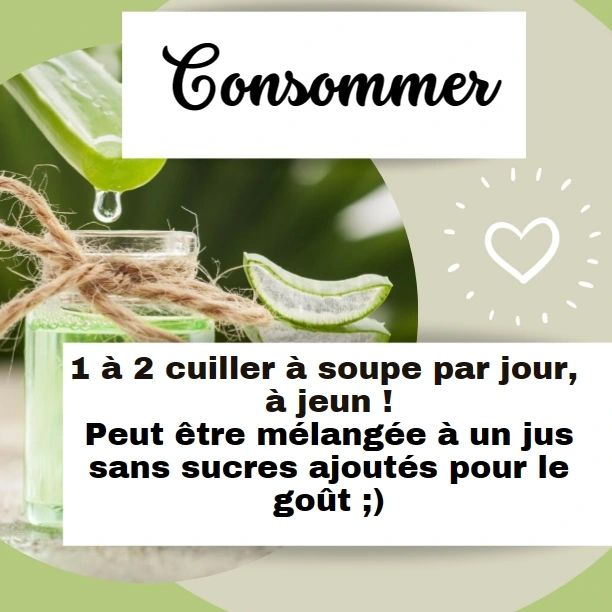 Consommer
1 à 2 cuiller à soupe par jour,
à jeun !
Peut être mélangée à un jus
sans sucres ajoutés pour le
goût ;)